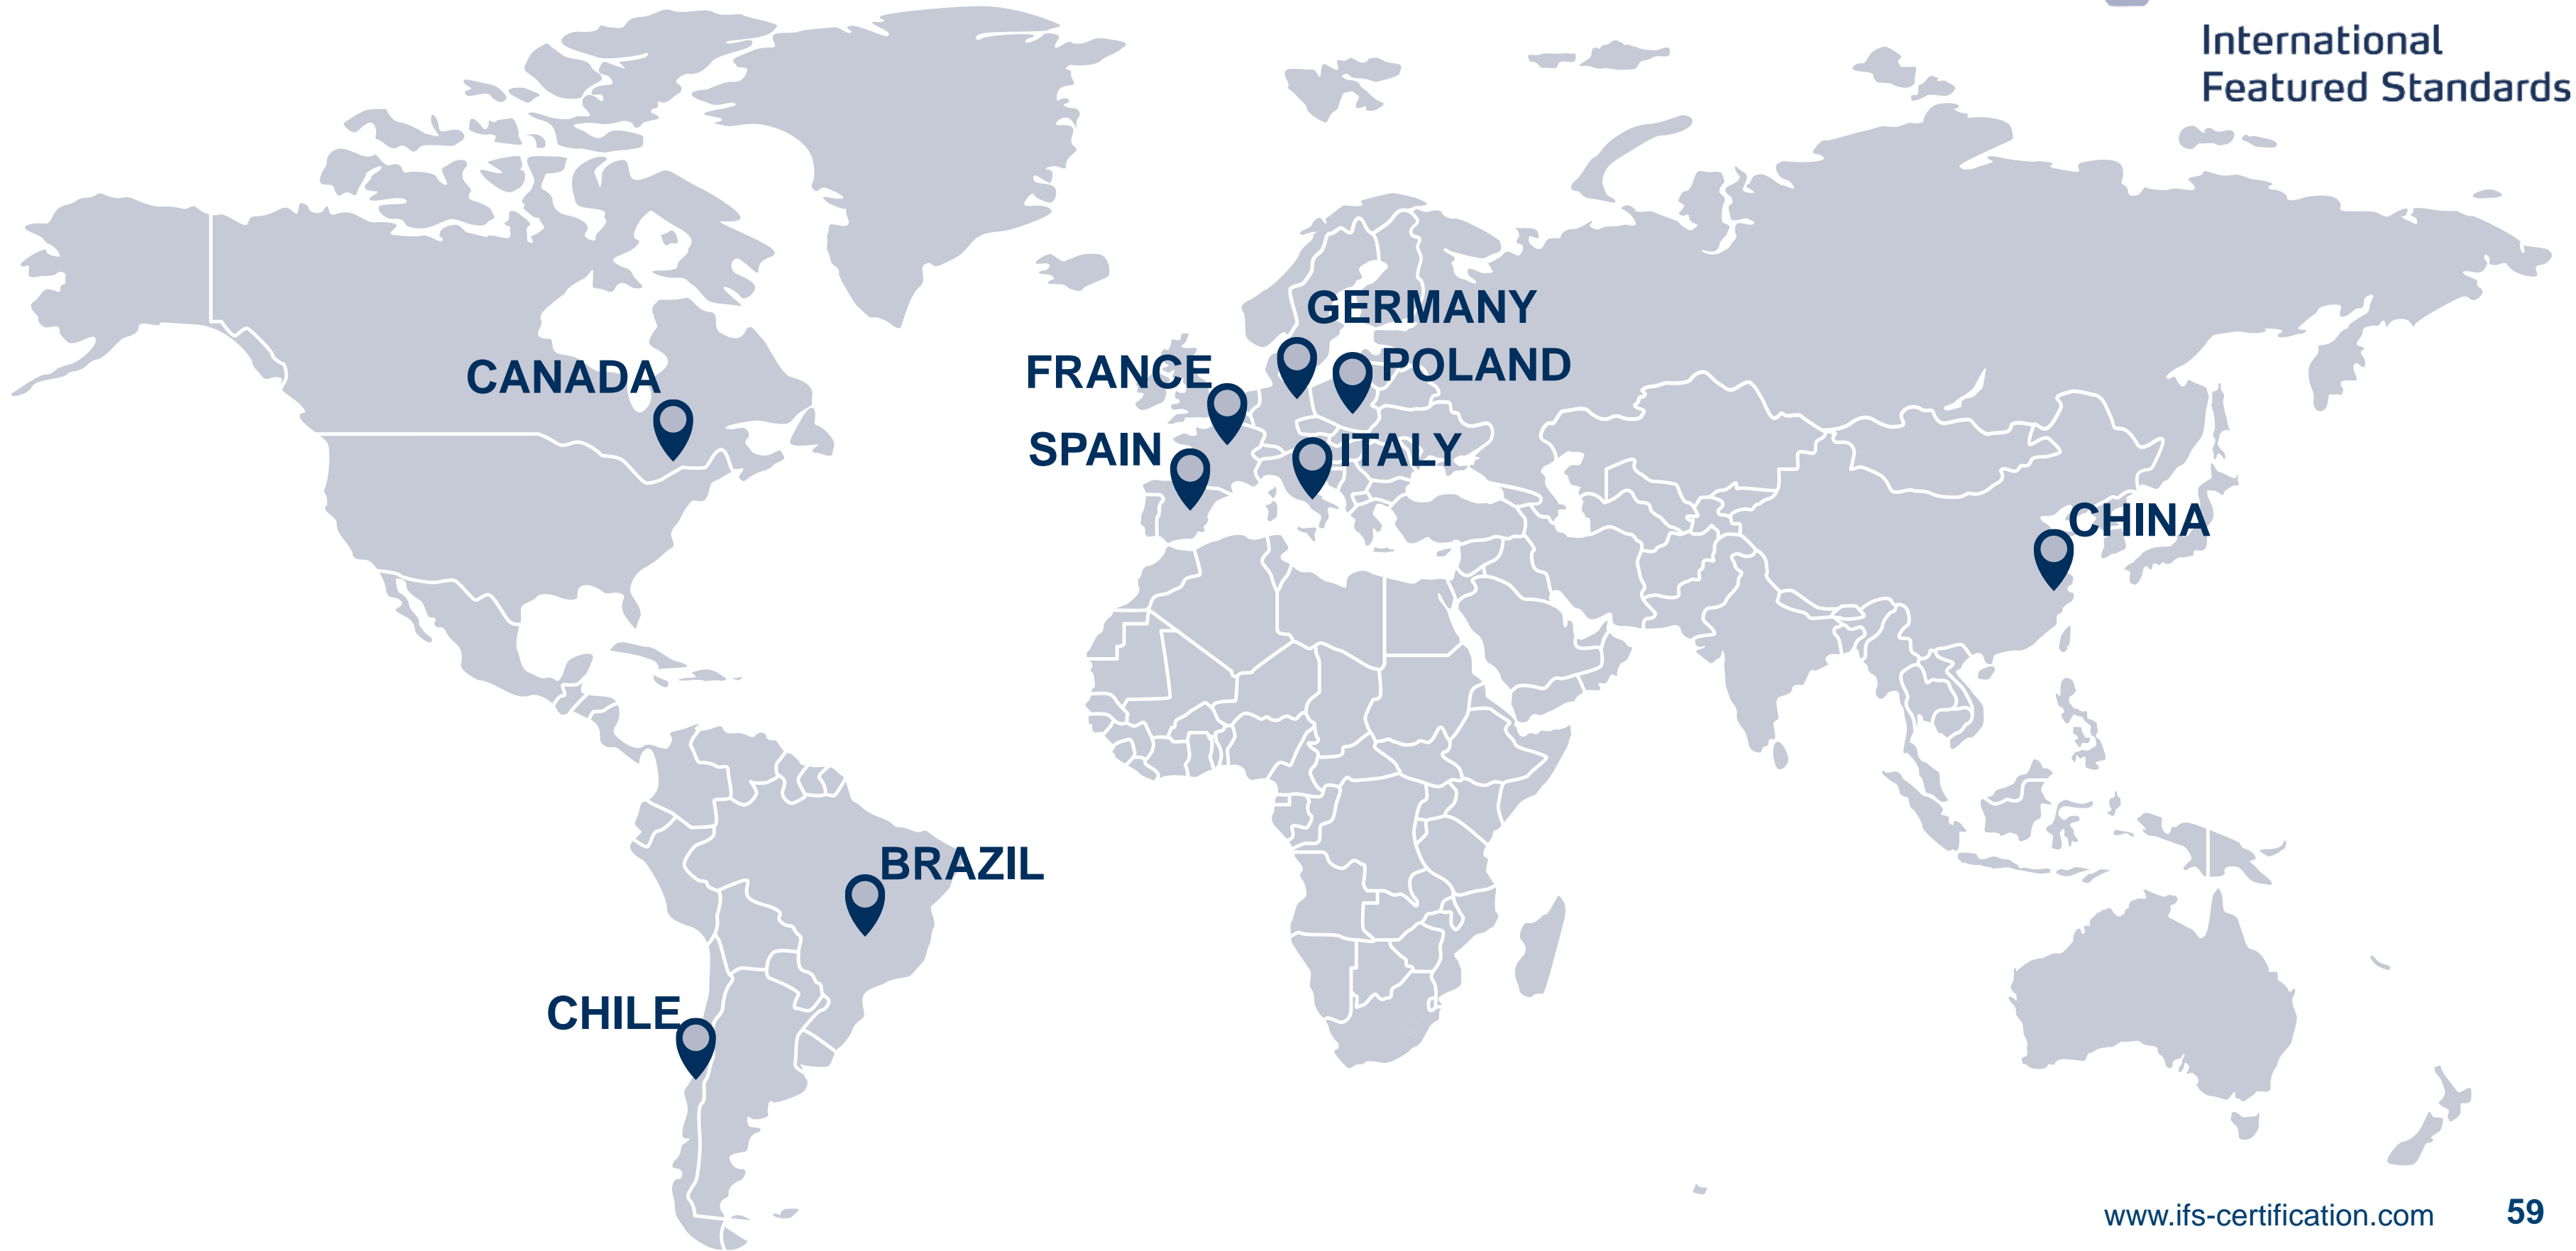 International
Featured Standards
GERMANY
FRANCE
POLAND
CANADA
SPAIN
ITALY
CHINA
BRAZIL
CHILE
www.ifs-certification.com 59